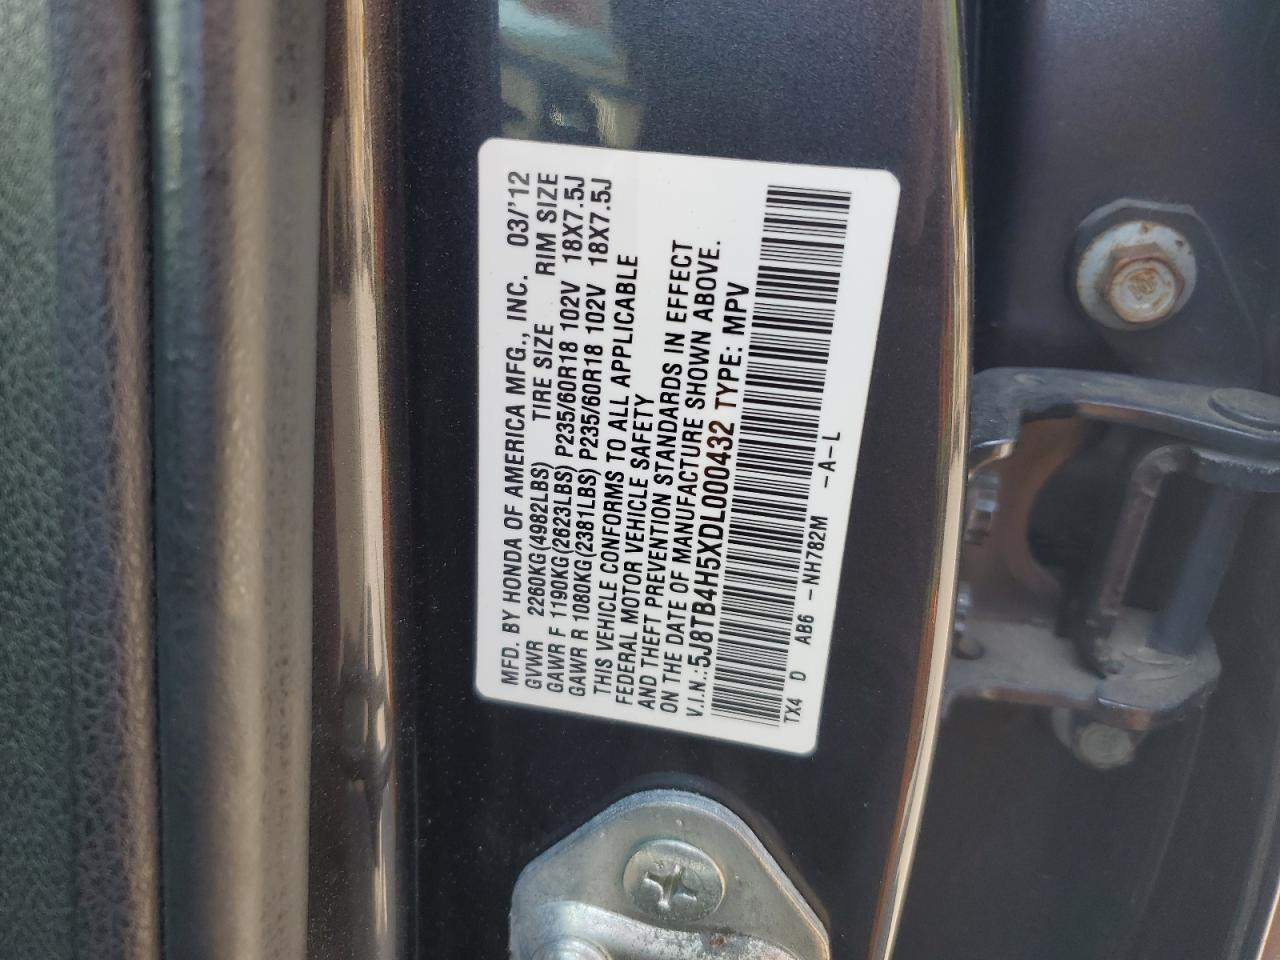 MFD. BY HONDA OF AMERICA MFG., INC. 03/'12
GVWR 2260KG(4982LBS) TIRE SIZE RIM SIZE
GAWR F 1190KG(2623LBS) P235/60R18 102V 18X7.5J
GAWR R 1080KG(2381LBS) P235/60R18 102V 18X7.5J
THIS VEHICLE CONFORMS TO ALL APPLICABLE
FEDERAL MOTOR VEHICLE SAFETY
AND THEFT PREVENTION STANDARDS IN EFFECT
ON THE DATE OF MANUFACTURE SHOWN ABOVE.
V.I.N.:5J8TB4H5XDL000432 TYPE: MPV
TX4 D AB6 -NH782M -A-L